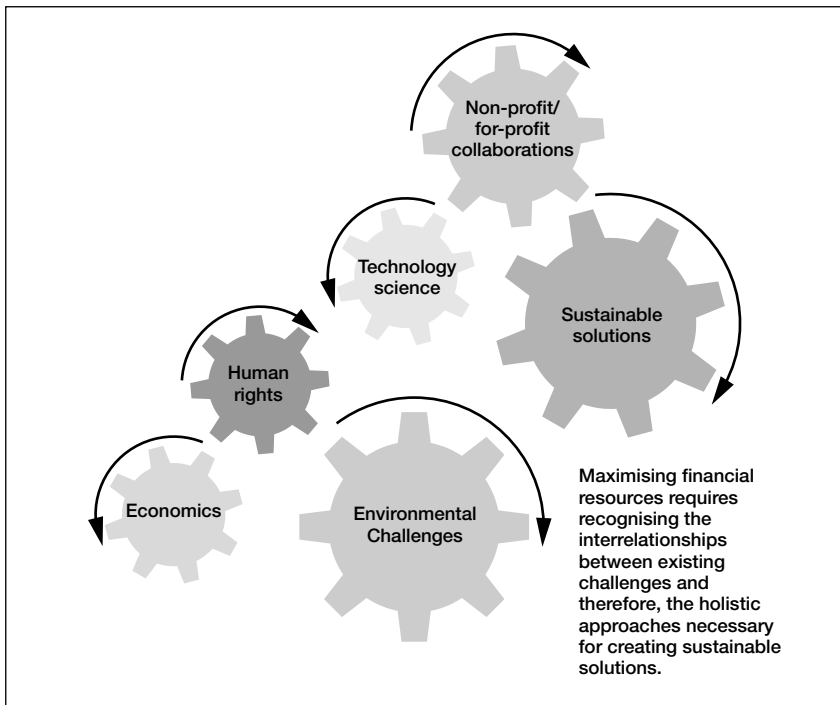 Non-profit/
for-profit
collaborations
Technology
science
Sustainable
solutions
Human
rights
Economics
Environmental
Challenges
Maximising financial
resources requires
recognising the
interrelationships
between existing
challenges and
therefore, the holistic
approaches necessary
for creating sustainable
solutions.